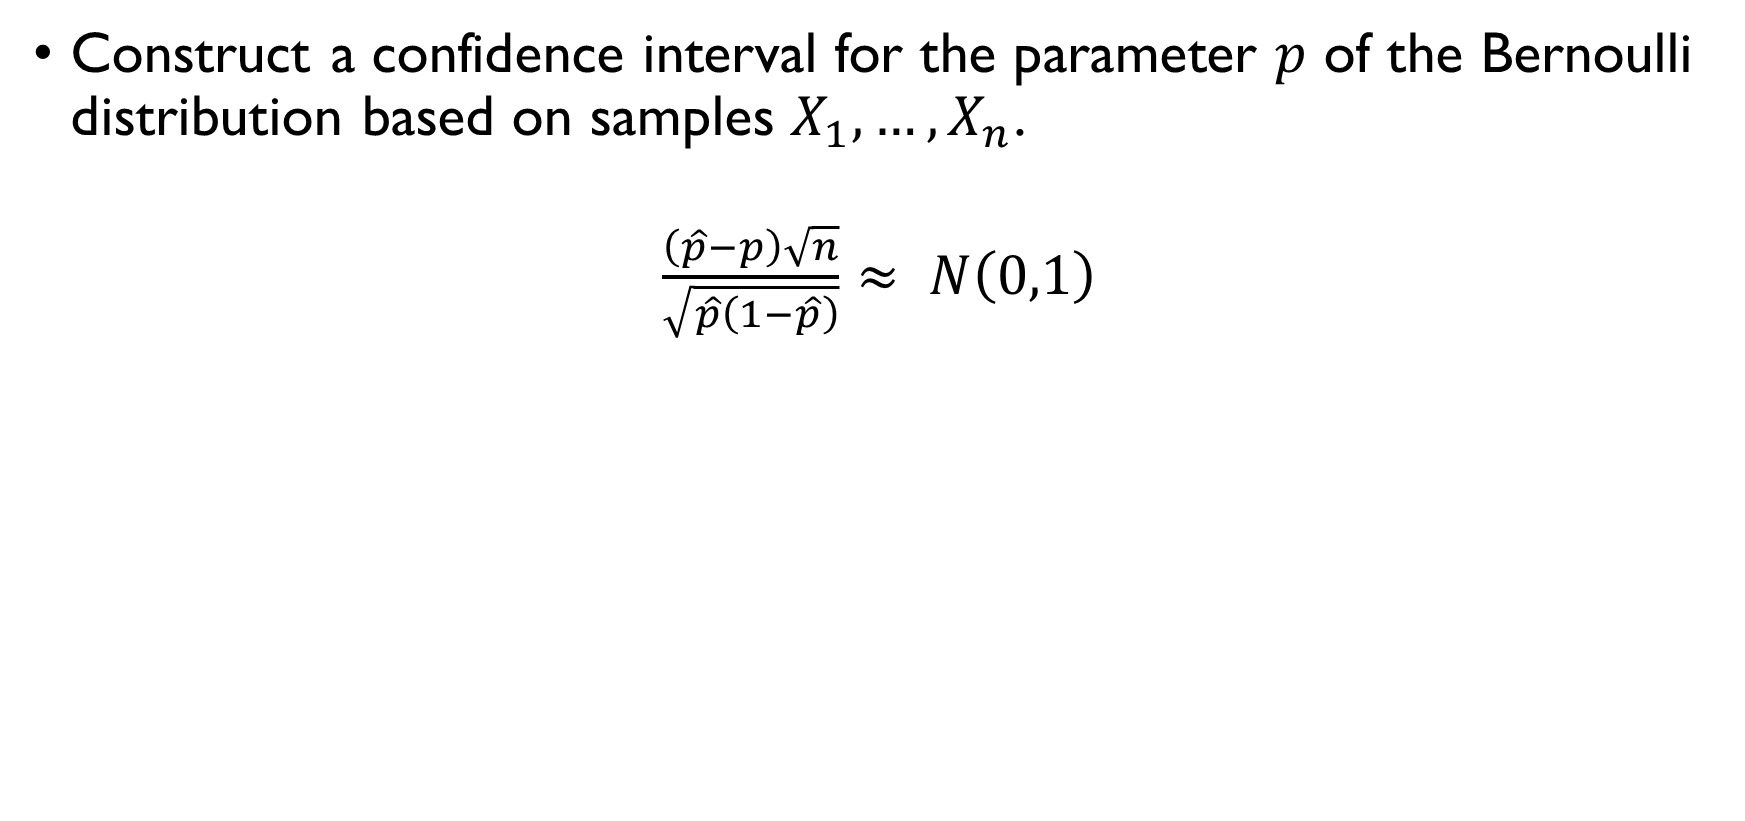 • Construct a confidence interval for the parameter p of the Bernoulli
distribution based on samples X₁, … , Xₙ.
(p̂−p)√n / √p̂(1−p̂) ≈ N(0,1)